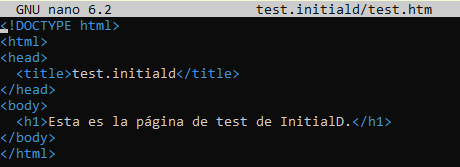 GNU nano 6.2 test.initiald/test.htm
<!DOCTYPE html>
<html>
<head>
  <title>test.initiald</title>
</head>
<body>
  <h1>Esta es la página de test de InitialD.</h1>
</body>
</html>